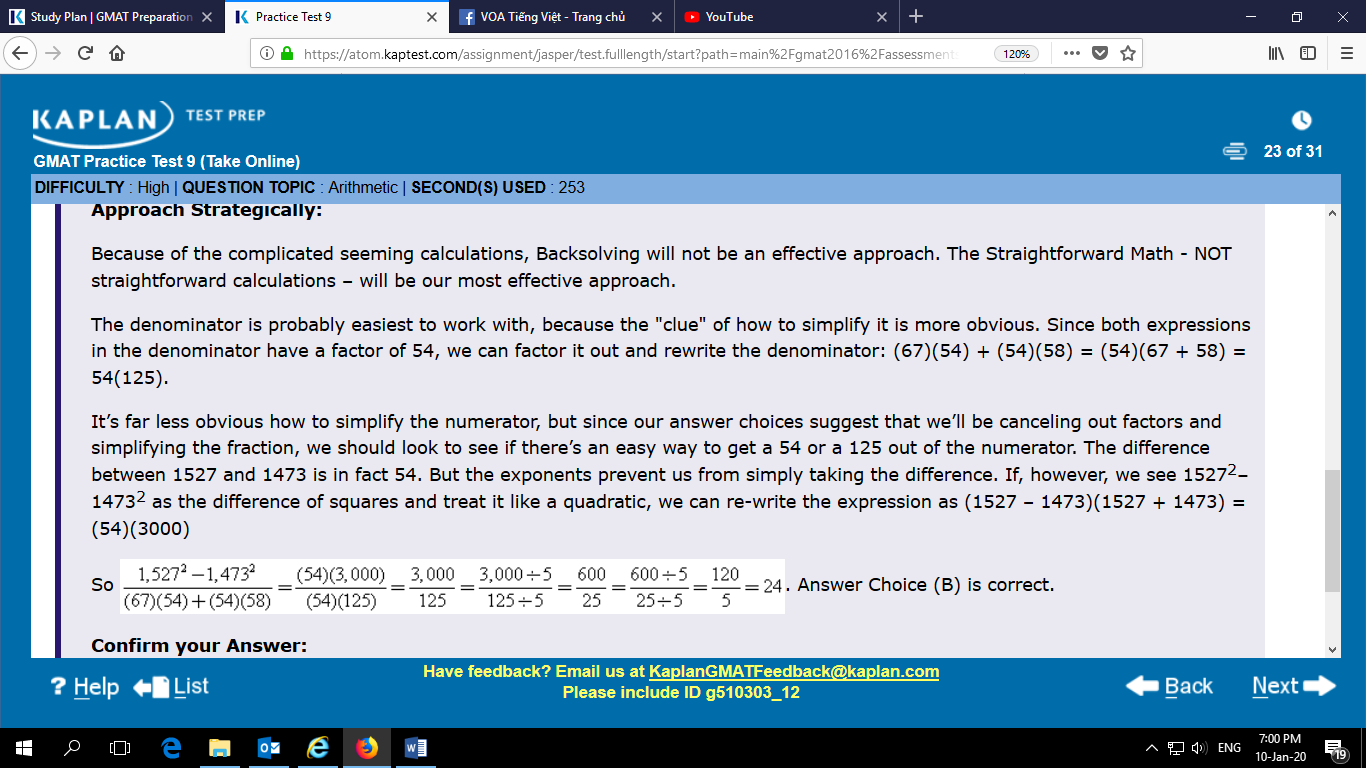 Study Plan | GMAT Preparation
Practice Test 9
VOA Tiếng Việt - Trang chủ
YouTube
https://atom.kaptest.com/assignment/jasper/test.fulllength/start?path=main%2Fgmat2016%2Fassessment
120%
KAPLAN TEST PREP
GMAT Practice Test 9 (Take Online)
23 of 31
DIFFICULTY : High | QUESTION TOPIC : Arithmetic | SECOND(S) USED : 253
Approach Strategically:
Because of the complicated seeming calculations, Backsolving will not be an effective approach. The Straightforward Math - NOT
straightforward calculations – will be our most effective approach.
The denominator is probably easiest to work with, because the "clue" of how to simplify it is more obvious. Since both expressions
in the denominator have a factor of 54, we can factor it out and rewrite the denominator: (67)(54) + (54)(58) = (54)(67 + 58) =
54(125).
It's far less obvious how to simplify the numerator, but since our answer choices suggest that we'll be canceling out factors and
simplifying the fraction, we should look to see if there's an easy way to get a 54 or a 125 out of the numerator. The difference
between 1527 and 1473 is in fact 54. But the exponents prevent us from simply taking the difference. If, however, we see 1527²–
1473² as the difference of squares and treat it like a quadratic, we can re-write the expression as (1527 – 1473)(1527 + 1473) =
(54)(3000)
So (1,527² – 1,473²)/((67)(54)+(54)(58)) = (54)(3,000)/(54)(125) = 3,000/125 = 3,000÷5/125÷5 = 600/25 = 600÷5/25÷5 = 120/5 = 24. Answer Choice (B) is correct.
Confirm your Answer:
Have feedback? Email us at KaplanGMATFeedback@kaplan.com
Please include ID g510303_12
? Help
List
Back
Next
ENG
7:00 PM
10-Jan-20
19